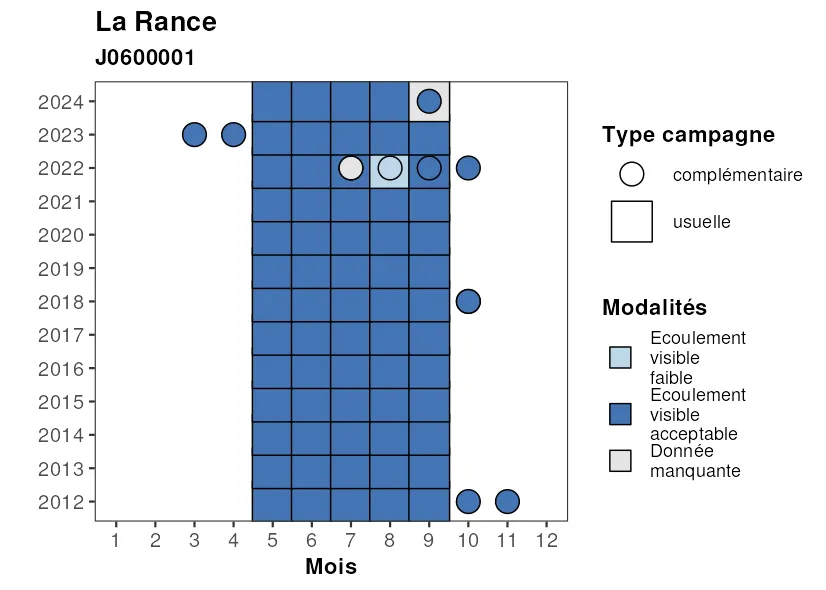 La Rance
J0600001
2024
2023
2022
2021
2020
2019
2018
2017
2016
2015
2014
2013
2012
1 2 3 4 5 6 7 8 9 10 11 12
Mois
Type campagne
complémentaire
usuelle
Modalités
Ecoulement
visible
faible
Ecoulement
visible
acceptable
Donnée
manquante